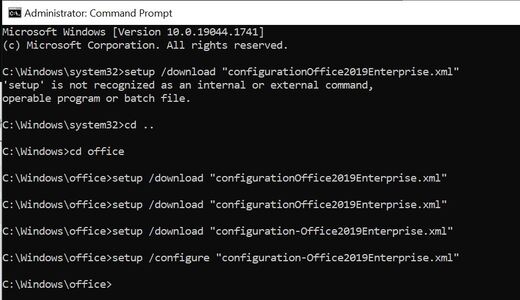 Administrator: Command Prompt
Microsoft Windows [Version 10.0.19044.1741]
(c) Microsoft Corporation. All rights reserved.
C:\Windows\system32>setup /download "configurationOffice2019Enterprise.xml"
'setup' is not recognized as an internal or external command,
operable program or batch file.
C:\Windows\system32>cd ..
C:\Windows>cd office
C:\Windows\office>setup /download "configurationOffice2019Enterprise.xml"
C:\Windows\office>setup /download "configurationOffice2019Enterprise.xml"
C:\Windows\office>setup /download "configuration-Office2019Enterprise.xml"
C:\Windows\office>setup /configure "configuration-Office2019Enterprise.xml"
C:\Windows\office>